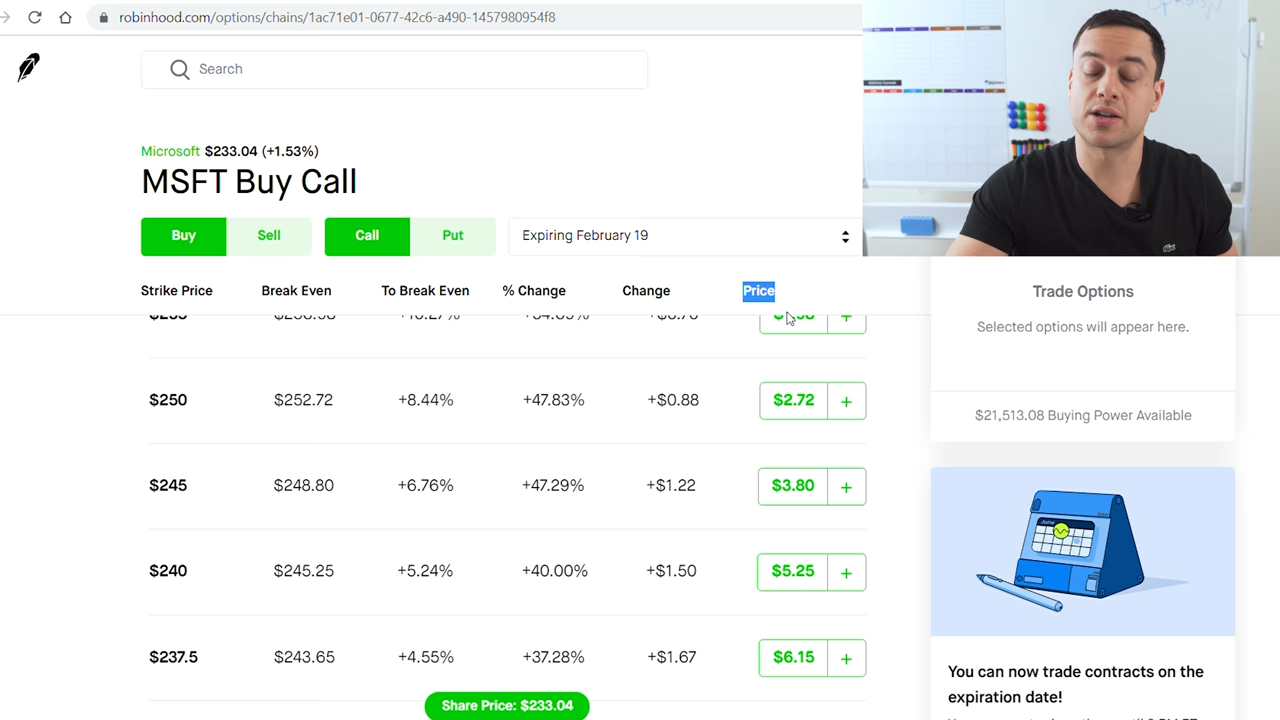 robinhood.com/options/chains/1ac71e01-0677-42c6-a490-1457980954f8
Search
Microsoft $233.04 (+1.53%)
MSFT Buy Call
Buy Sell Call Put Expiring February 19
Strike Price Break Even To Break Even % Change Change Price
$250 $252.72 +8.44% +47.83% +$0.88 $2.72 +
$245 $248.80 +6.76% +47.29% +$1.22 $3.80 +
$240 $245.25 +5.24% +40.00% +$1.50 $5.25 +
$237.5 $243.65 +4.55% +37.28% +$1.67 $6.15 +
Share Price: $233.04
Trade Options
Selected options will appear here.
$21,513.08 Buying Power Available
June
You can now trade contracts on the
expiration date!